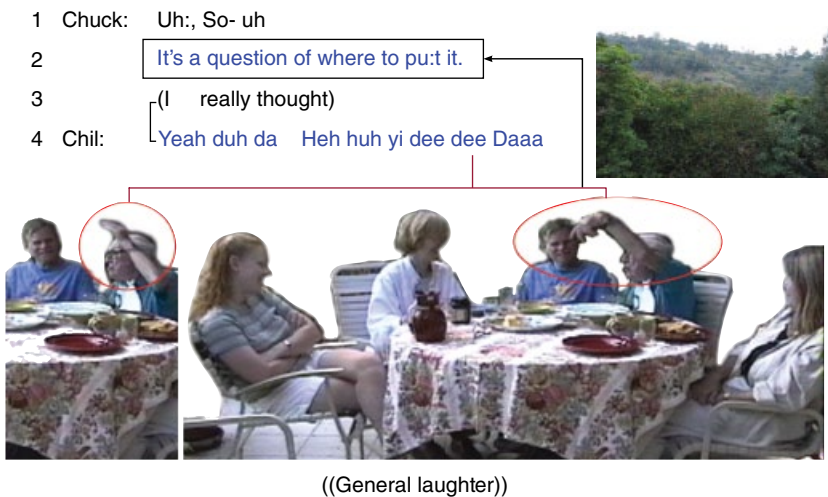 1 Chuck: Uh:, So- uh
2 It's a question of where to pu:t it.
3 (I really thought)
4 Chil: Yeah duh da Heh huh yi dee dee Daaa
((General laughter))